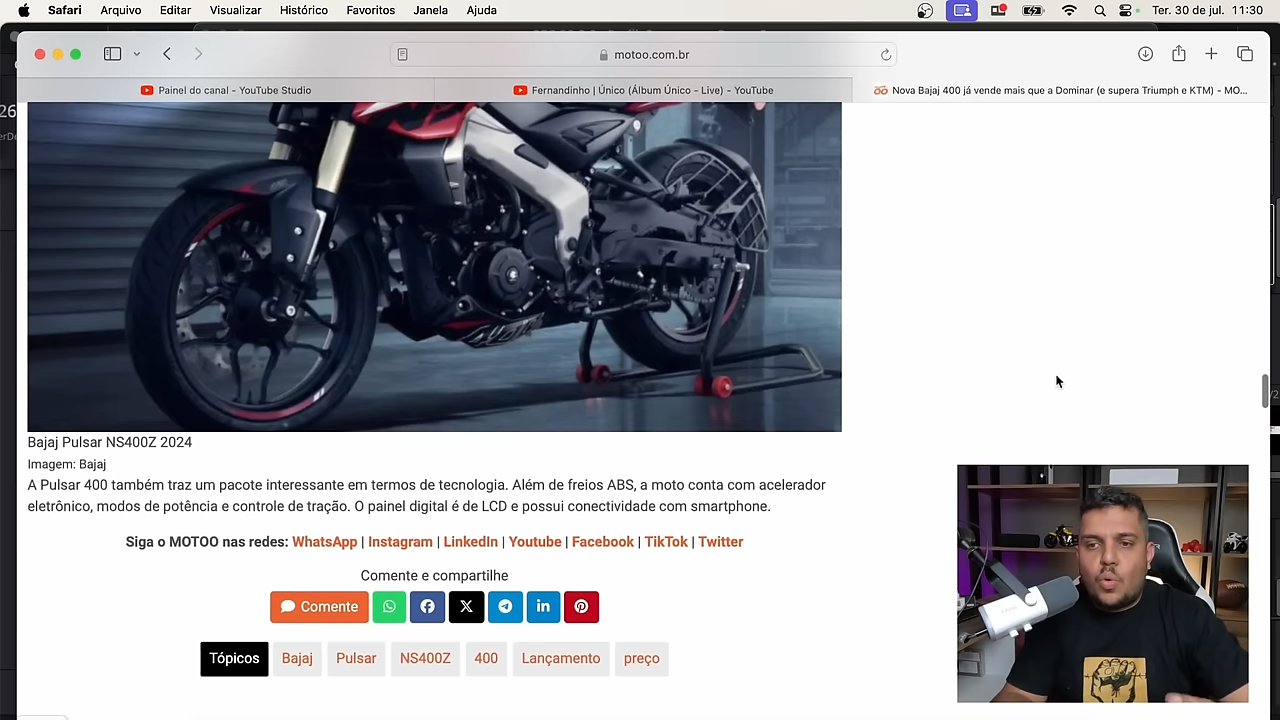 Safari Arquivo Editar Visualizar Histórico Favoritos Janela Ajuda Ter. 30 de jul. 11:30
motoo.com.br
Painel do canal - YouTube Studio
Fernandinho | Único (Álbum Único - Live) - YouTube
Nova Bajaj 400 já vende mais que a Dominar (e supera Triumph e KTM) - MO...
Bajaj Pulsar NS400Z 2024
Imagem: Bajaj
A Pulsar 400 também traz um pacote interessante em termos de tecnologia. Além de freios ABS, a moto conta com acelerador
eletrônico, modos de potência e controle de tração. O painel digital é de LCD e possui conectividade com smartphone.
Siga o MOTOO nas redes: WhatsApp | Instagram | LinkedIn | Youtube | Facebook | TikTok | Twitter
Comente e compartilhe
Comente
Tópicos Bajaj Pulsar NS400Z 400 Lançamento preço